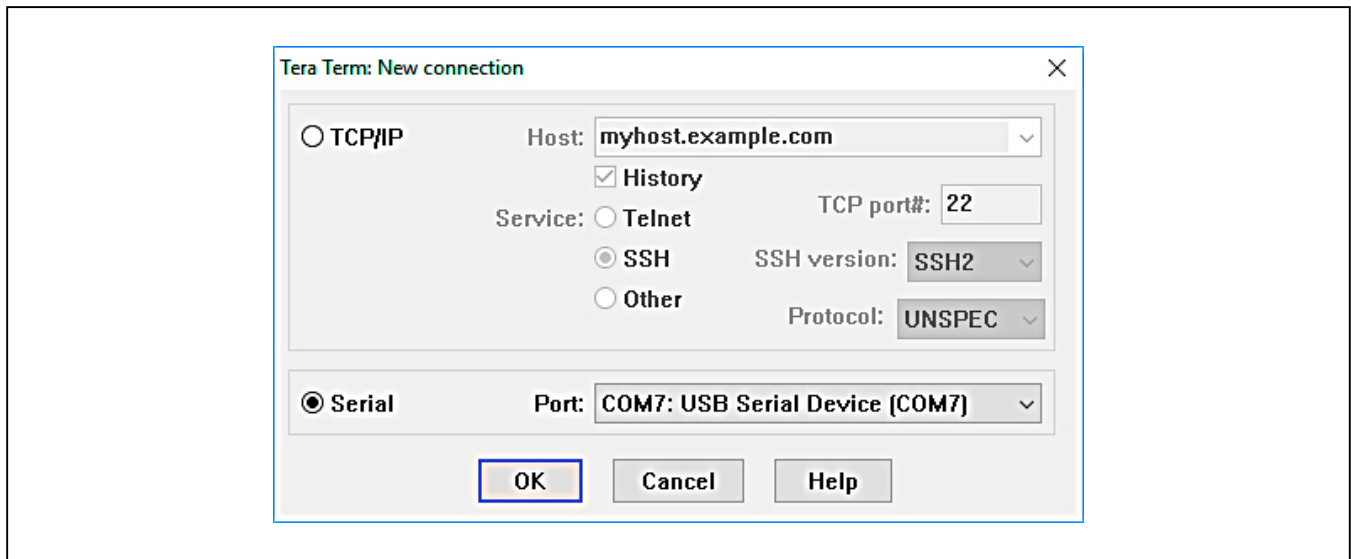 Tera Term: New connection
TCP/IP
Host: myhost.example.com
History
Service: Telnet
TCP port#: 22
SSH
SSH version: SSH2
Other
Protocol: UNSPEC
Serial
Port: COM7: USB Serial Device (COM7)
OK Cancel Help